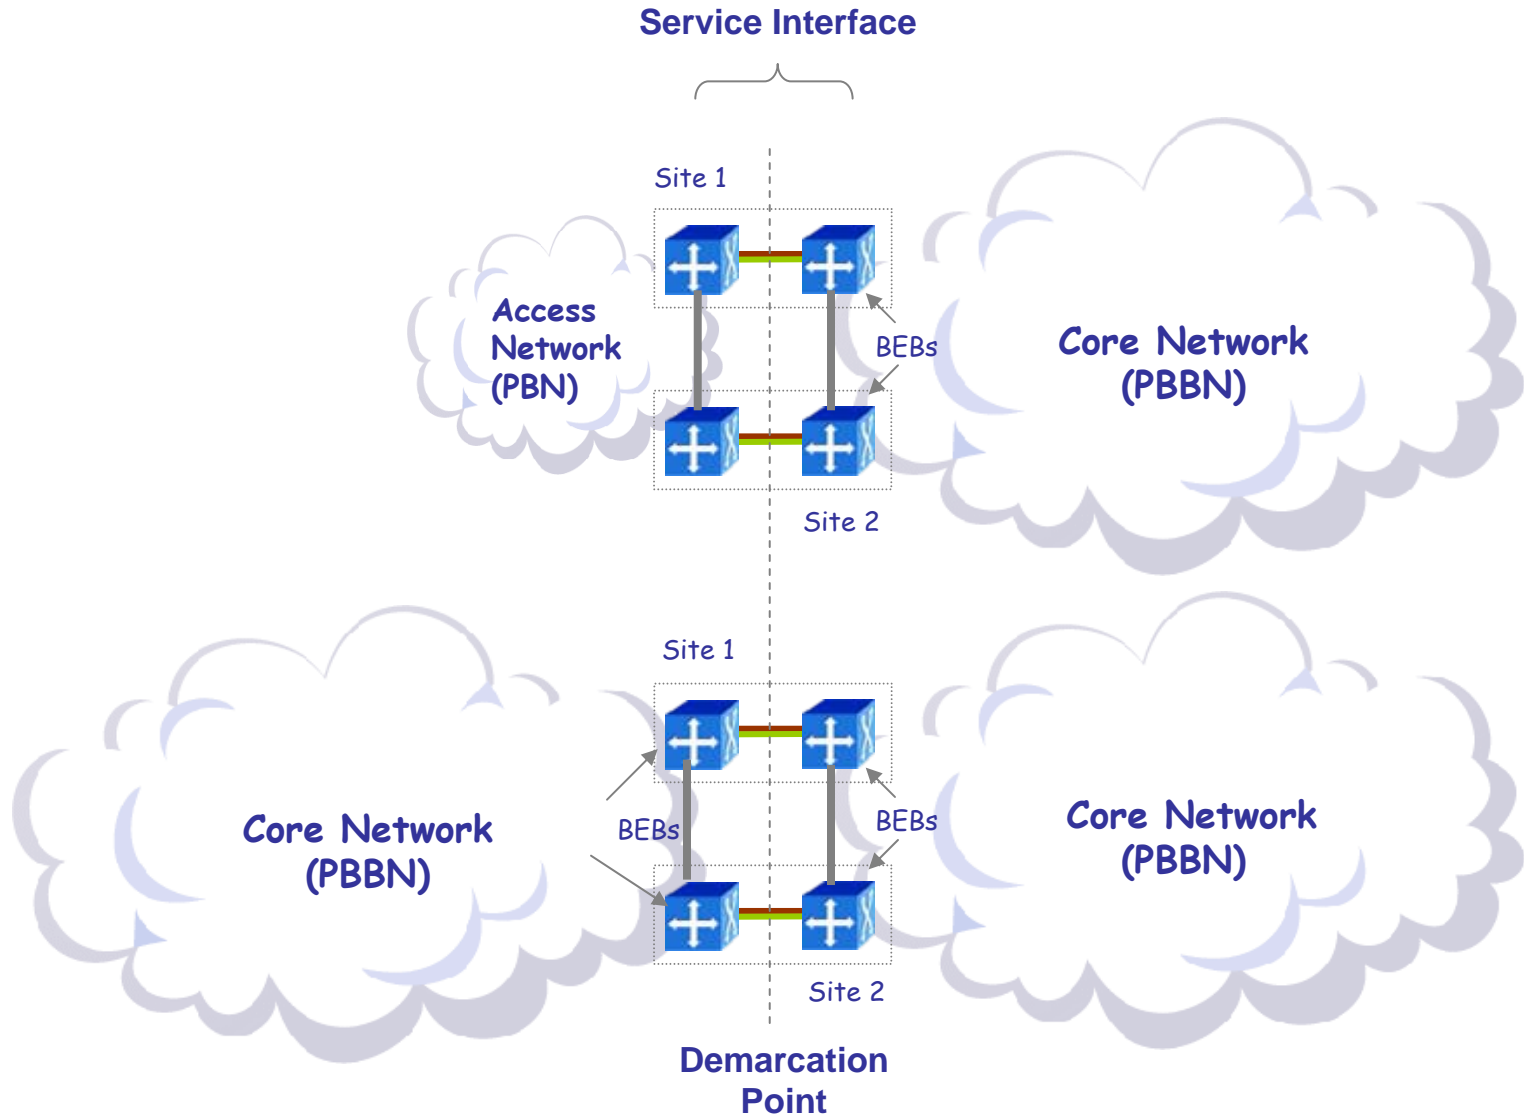 Service Interface
Site 1
Access
Network
(PBN)
BEBs
Core Network
(PBBN)
Site 2
Site 1
Core Network
(PBBN)
BEBs
BEBs
Core Network
(PBBN)
Site 2
Demarcation
Point